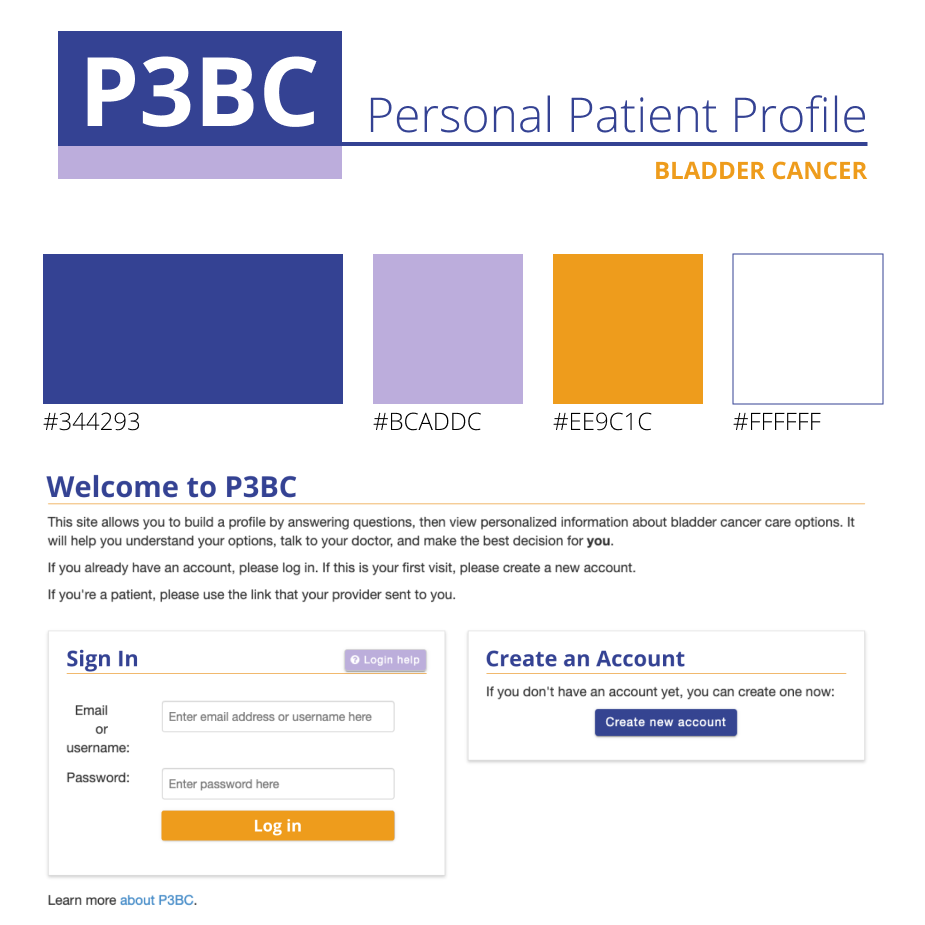 P3BC
Personal Patient Profile
BLADDER CANCER
#344293
#BCADDC
#EE9C1C
#FFFFFF
Welcome to P3BC
This site allows you to build a profile by answering questions, then view personalized information about bladder cancer care options. It
will help you understand your options, talk to your doctor, and make the best decision for you.
If you already have an account, please log in. If this is your first visit, please create a new account.
If you're a patient, please use the link that your provider sent to you.
Sign In
Login help
Email
or
username:
Enter email address or username here
Password:
Enter password here
Log in
Create an Account
If you don't have an account yet, you can create one now:
Create new account
Learn more about P3BC.